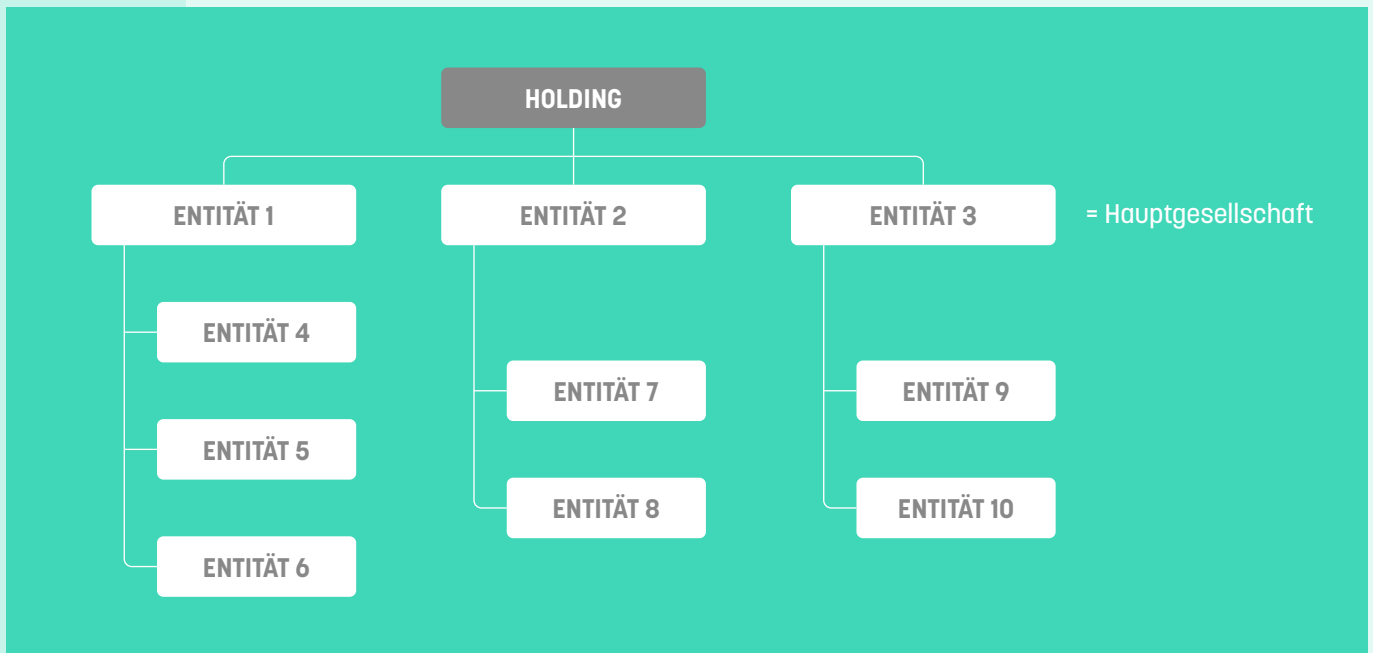 HOLDING
ENTITÄT 1
ENTITÄT 2
ENTITÄT 3
= Hauptgesellschaft
ENTITÄT 4
ENTITÄT 7
ENTITÄT 9
ENTITÄT 5
ENTITÄT 8
ENTITÄT 10
ENTITÄT 6